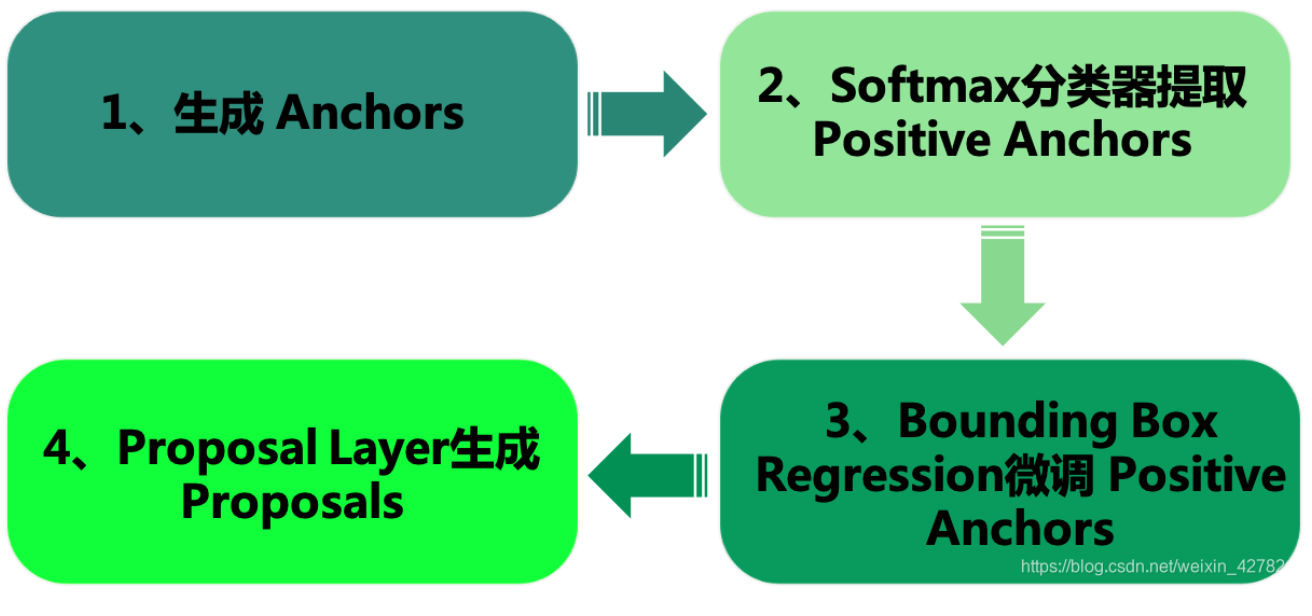 1、生成 Anchors
2、Softmax分类器提取
Positive Anchors
3、Bounding Box
Regression微调 Positive
Anchors
4、Proposal Layer生成
Proposals
https://blog.csdn.net/weixin_42782